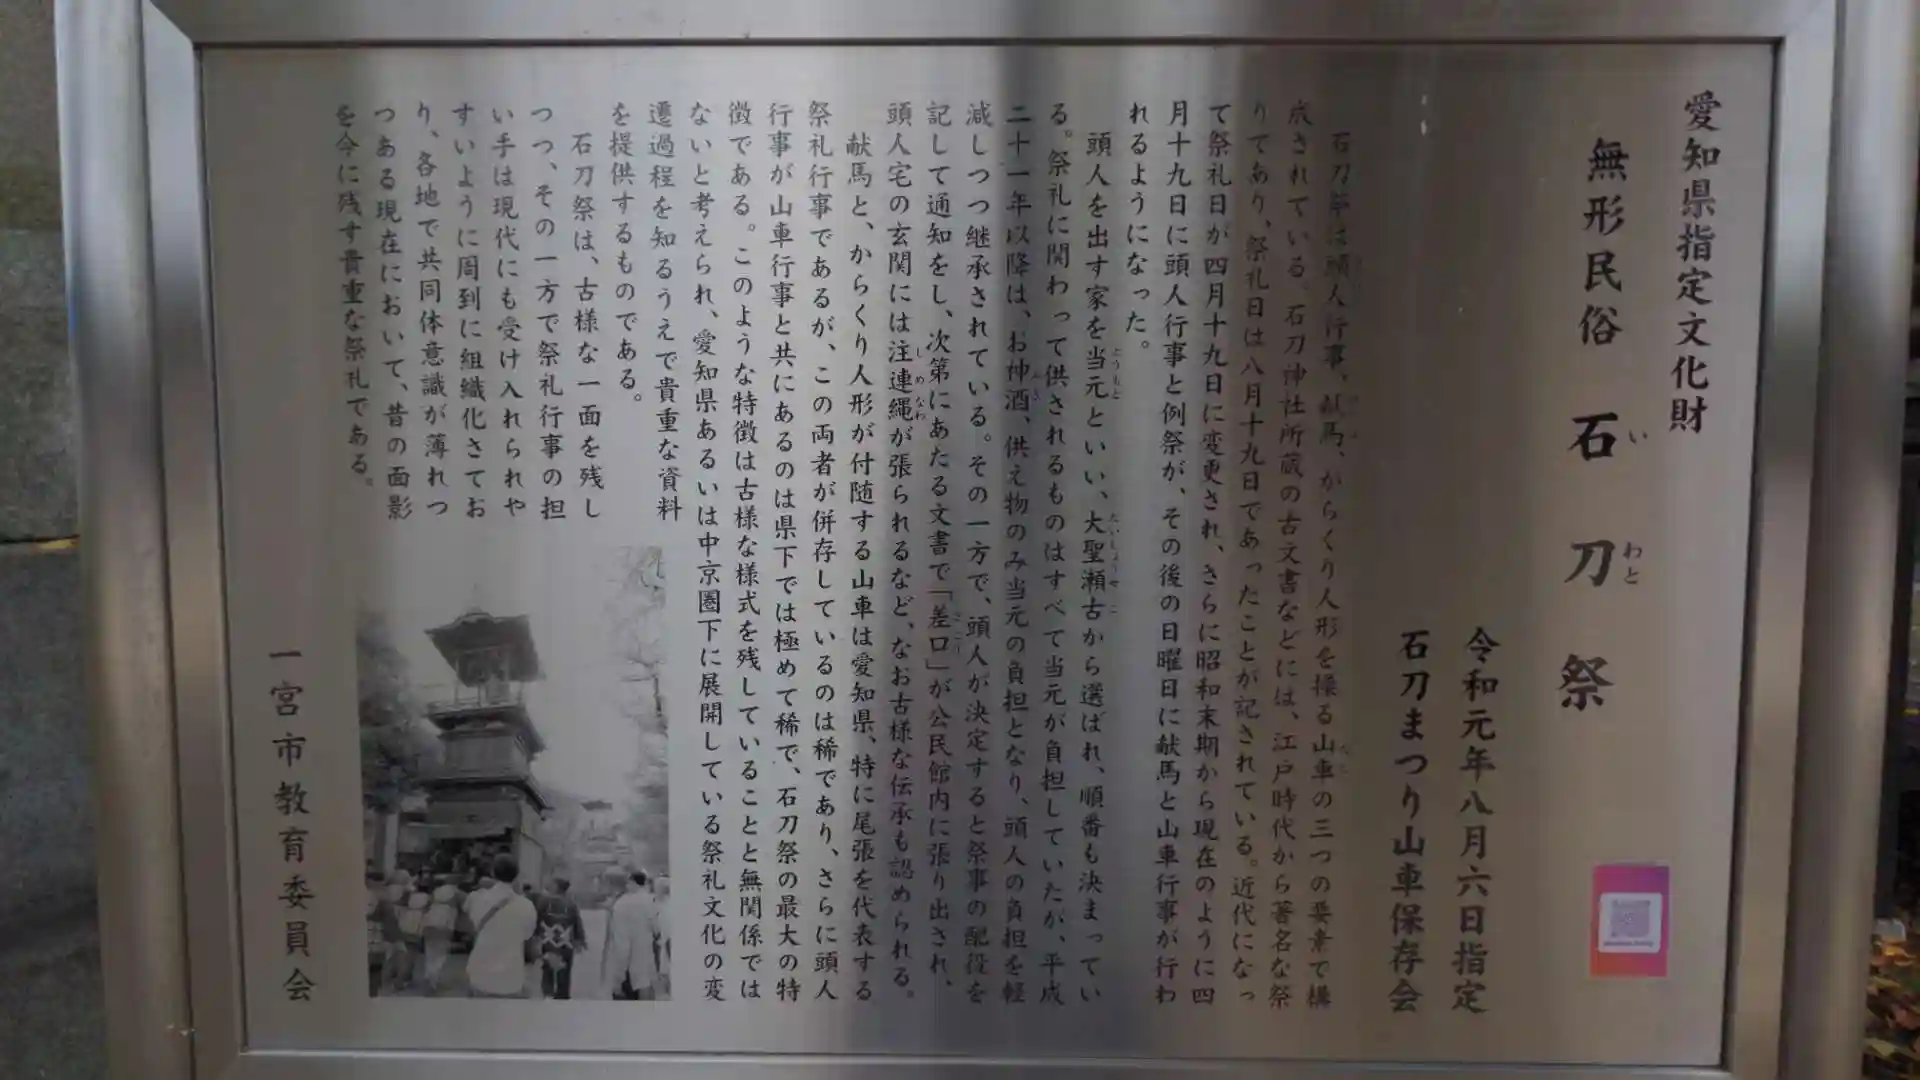 愛知県指定文化財
無形民俗 石刀祭
いわと
令和元年八月六日指定
石刀まつり山車保存会
石刀祭は頭人行事、献馬、からくり人形を操る山車の三つの要素で構
成されている。石刀神社所蔵の古文書などには、江戸時代から著名な祭
りであり、祭礼日は八月十九日であったことが記されている。近代になっ
て祭礼日が四月十九日に変更され、さらに昭和末期から現在のように四
月十九日に頭人行事と例祭が、その後の日曜日に献馬と山車行事が行わ
れるようになった。
頭人を出す家を当元といい、大聖瀬古から選ばれ、順番も決まってい
とうもと
たいしょうせこ
る。祭礼に関わって供されるものはすべて当元が負担していたが、平成
二十一年以降は、お神酒、供え物のみ当元の負担となり、頭人の負担を軽
減しつつ継承されている。その一方で、頭人が決定すると祭事の配役を
記して通知をし、次第にあたる文書で「差口」が公民館内に張り出され、
頭人宅の玄関には注連縄が張られるなど、なお古様な伝承も認められる。
しめなわ
献馬と、からくり人形が付随する山車は愛知県、特に尾張を代表する
祭礼行事であるが、この両者が併存しているのは稀であり、さらに頭人
行事が山車行事と共にあるのは県下では極めて稀で、石刀祭の最大の特
徴である。このような特徴は古様な様式を残していることと無関係では
ないと考えられ、愛知県あるいは中京圏下に展開している祭礼文化の変
遷過程を知るうえで貴重な資料
を提供するものである。
石刀祭は、古様な一面を残し
つつ、その一方で祭礼行事の担
い手は現代にも受け入れられや
すいように周到に組織化されてお
り、各地で共同体意識が薄れつ
つある現在において、昔の面影
を今に残す貴重な祭礼である。
一宮市教育委員会